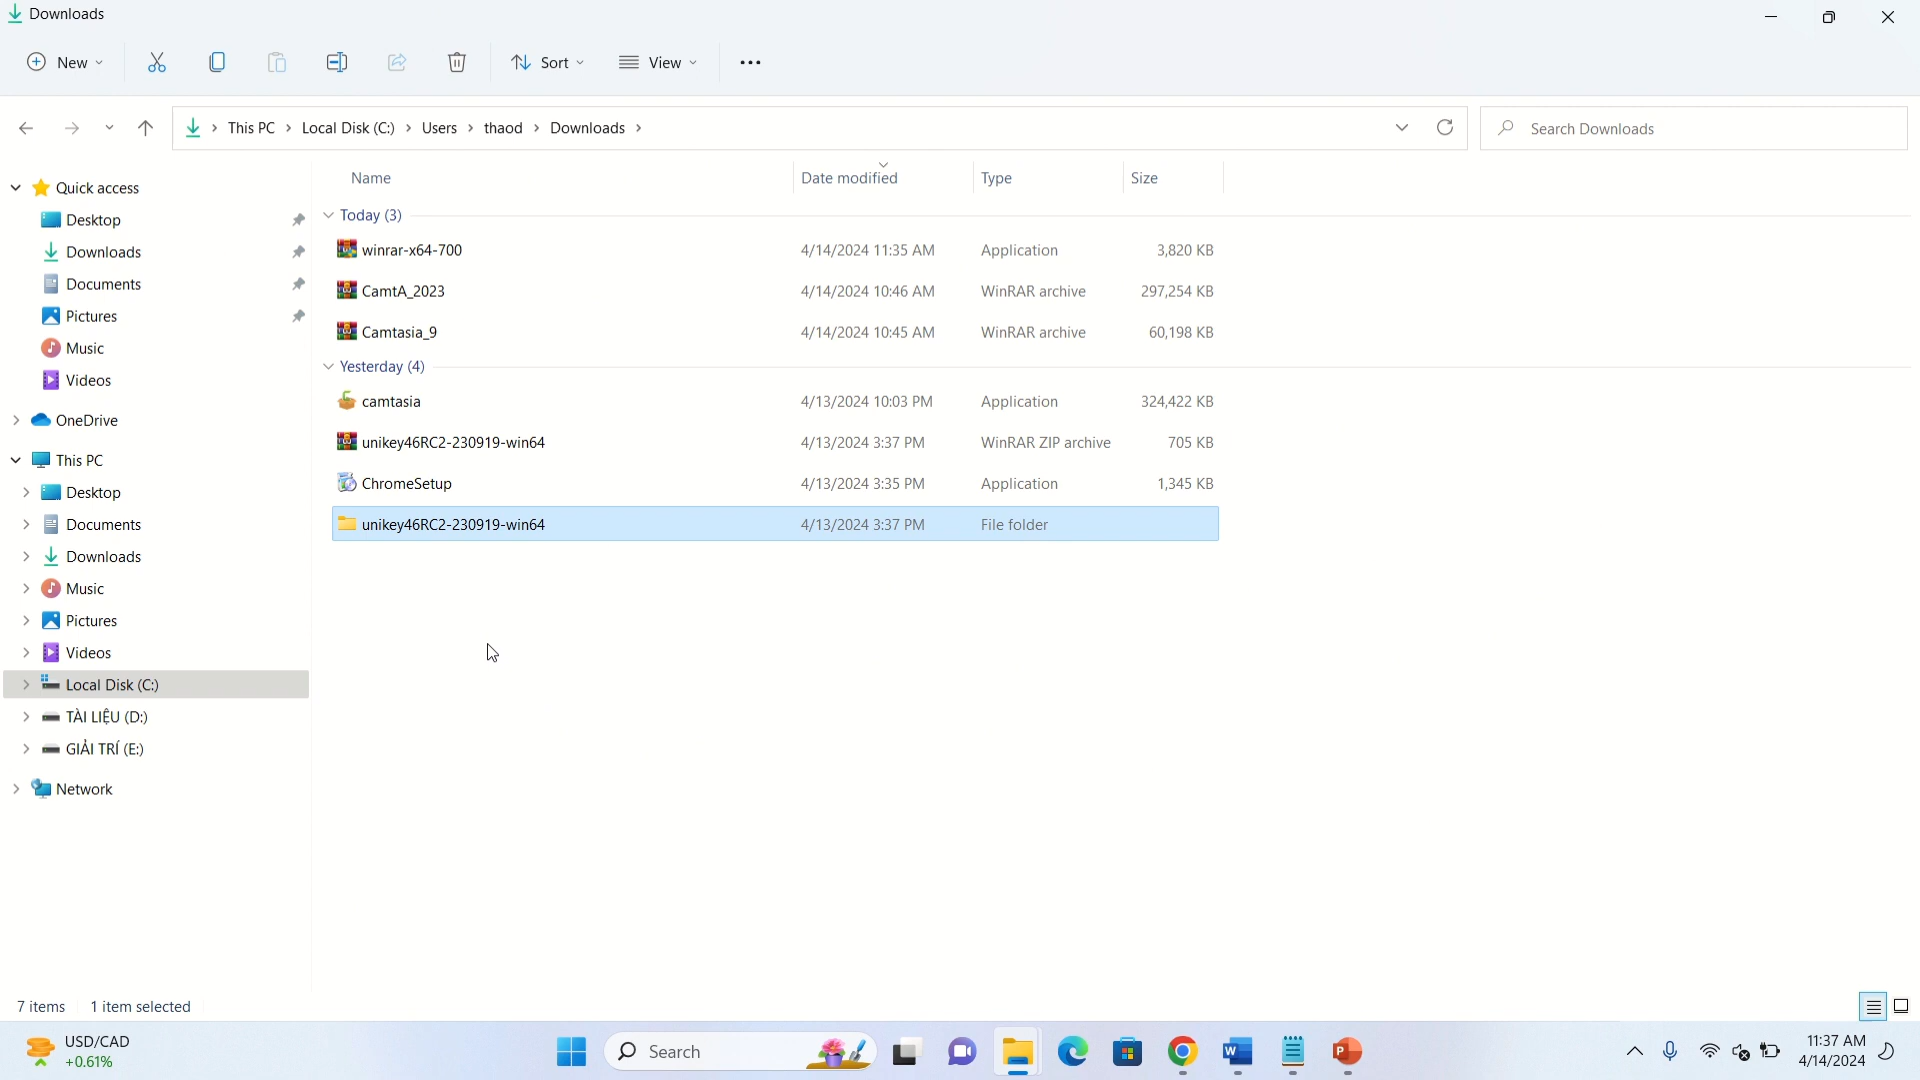 Downloads
New
Sort
View
This PC
Local Disk (C:)
Users
thaod
Downloads
Search Downloads
Name
Date modified
Type
Size
Quick access
Desktop
Downloads
Documents
Pictures
Music
Videos
OneDrive
This PC
Desktop
Documents
Downloads
Music
Pictures
Videos
Local Disk (C:)
TÀI LIỆU (D:)
GIẢI TRÍ (E:)
Network
Today (3)
winrar-x64-700 4/14/2024 11:35 AM Application 3,820 KB
CamtA_2023 4/14/2024 10:46 AM WinRAR archive 297,254 KB
Camtasia_9 4/14/2024 10:45 AM WinRAR archive 60,198 KB
Yesterday (4)
camtasia 4/13/2024 10:03 PM Application 324,422 KB
unikey46RC2-230919-win64 4/13/2024 3:37 PM WinRAR ZIP archive 705 KB
ChromeSetup 4/13/2024 3:35 PM Application 1,345 KB
unikey46RC2-230919-win64 4/13/2024 3:37 PM File folder
7 items 1 item selected
USD/CAD
+0.61%
Search
W
P
11:37 AM
4/14/2024